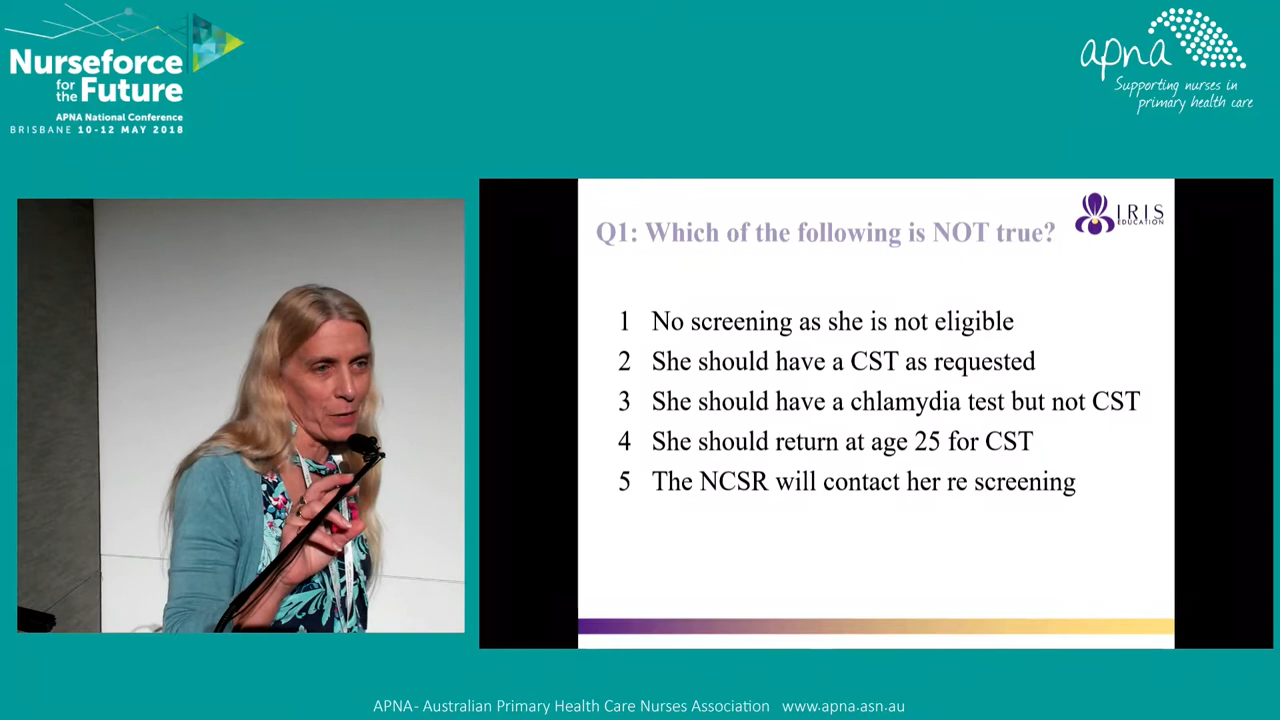 Nurseforce
for the Future
APNA National Conference
BRISBANE 10-12 MAY 2018
apna
Supporting nurses in
primary health care
IRIS
EDUCATION
Q1: Which of the following is NOT true?
1 No screening as she is not eligible
2 She should have a CST as requested
3 She should have a chlamydia test but not CST
4 She should return at age 25 for CST
5 The NCSR will contact her re screening
APNA- Australian Primary Health Care Nurses Association www.apna.asn.au